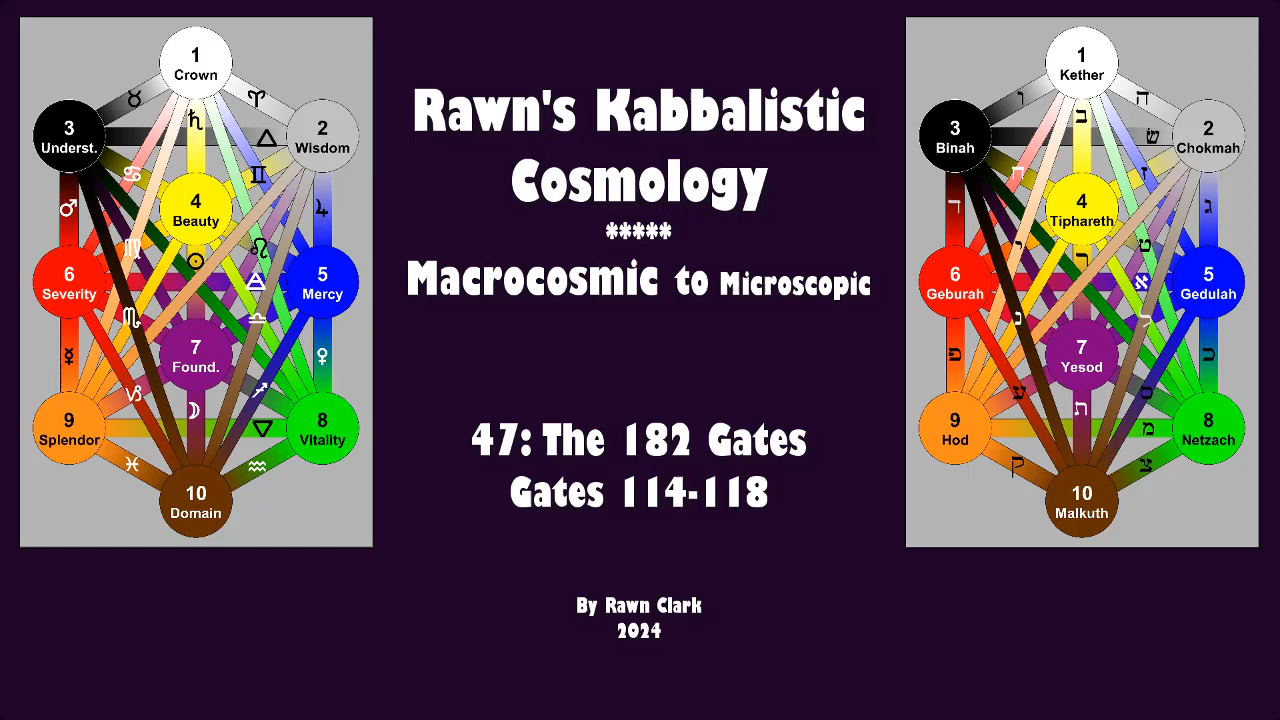 1
Crown
♉ ♈
♄
3
Underst.
🜂
2
Wisdom
♋ ♊
♂
4
Beauty
♃
♍ ♌
☉
6
Severity
🜁
5
Mercy
♏ ♎
☿
7
Found.
♀
♑ ♐
☽
9
Splendor
🜄
8
Vitality
♓ ♒
10
Domain
Rawn's Kabbalistic
Cosmology
*****
Macrocosmic to Microscopic
47: The 182 Gates
Gates 114-118
By Rawn Clark
2024
1
Kether
ו ה
ב
3
Binah
ש
2
Chokmah
ח ז
ג
4
Tiphareth
י ט
6
Geburah
א
5
Gedulah
נ
פ
7
Yesod
ע ס
ת
9
Hod
מ
8
Netzach
ק צ
10
Malkuth